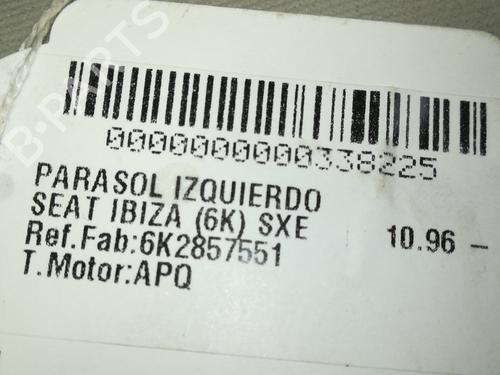 B-PARTS
0000000000338225
PARASOL IZQUIERDO
SEAT IBIZA (6K) SXE 10.96 -
Ref.Fab:6K2857551
T.Motor:APQ